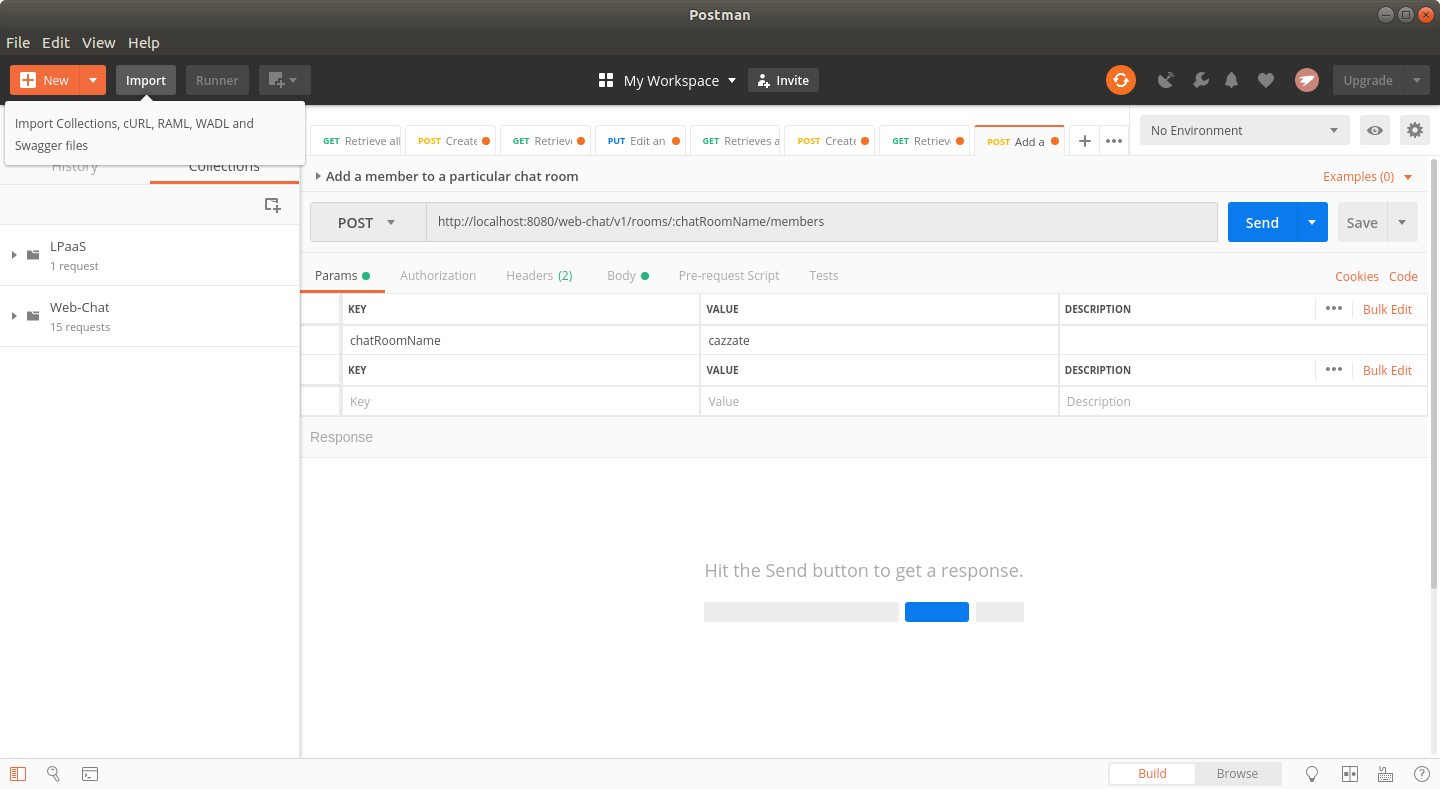 Postman
File Edit View Help
New Import Runner My Workspace Invite Upgrade
Import Collections, cURL, RAML, WADL and
Swagger files
History Collections
LPaaS
1 request
Web-Chat
15 requests
GET Retrieve all POST Create GET Retrieve PUT Edit an GET Retrieves a POST Create GET Retrieve POST Add a
No Environment
Add a member to a particular chat room Examples (0)
POST http://localhost:8080/web-chat/v1/rooms/:chatRoomName/members Send Save
Params Authorization Headers (2) Body Pre-request Script Tests Cookies Code
KEY VALUE DESCRIPTION Bulk Edit
chatRoomName cazzate
KEY VALUE DESCRIPTION Bulk Edit
Key Value Description
Response
Hit the Send button to get a response.
Build Browse